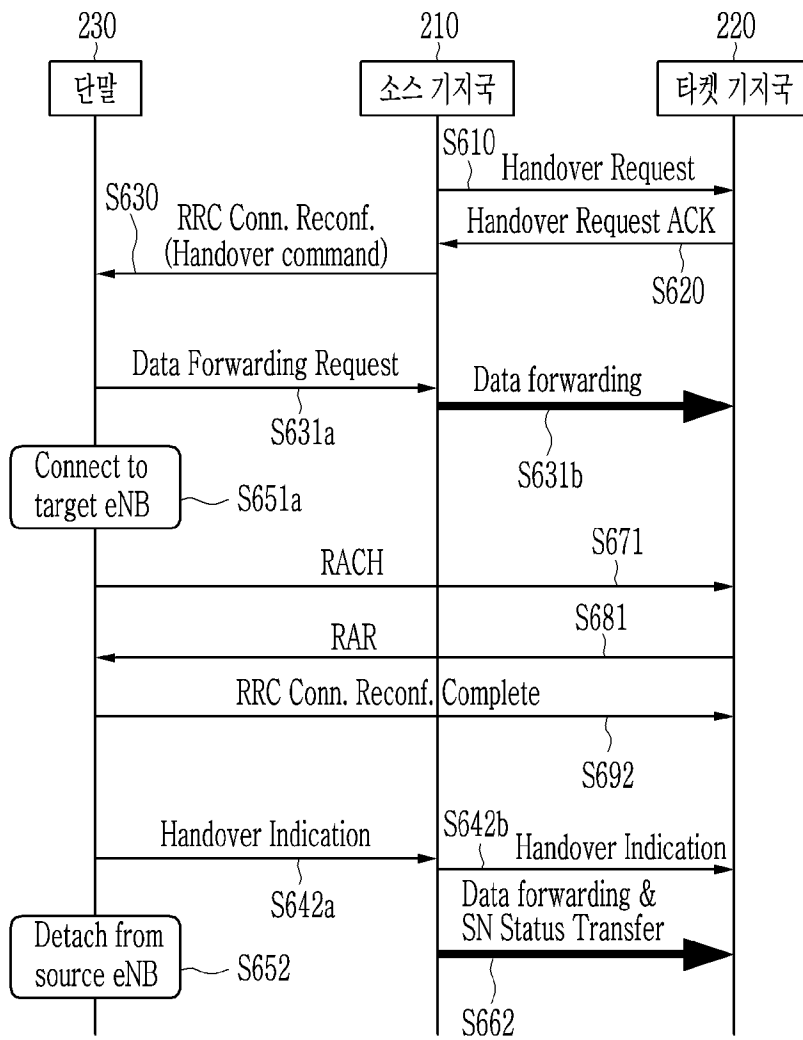 230
210
220
단말
소스 기지국
타켓 기지국
S610
Handover Request
S630
RRC Conn. Reconf.
(Handover command)
Handover Request ACK
S620
Data Forwarding Request
S631a
Data forwarding
S631b
Connect to
target eNB
S651a
RACH
S671
RAR
S681
RRC Conn. Reconf. Complete
S692
Handover Indication
S642a
S642b
Handover Indication
Data forwarding &
SN Status Transfer
S662
Detach from
source eNB
S652